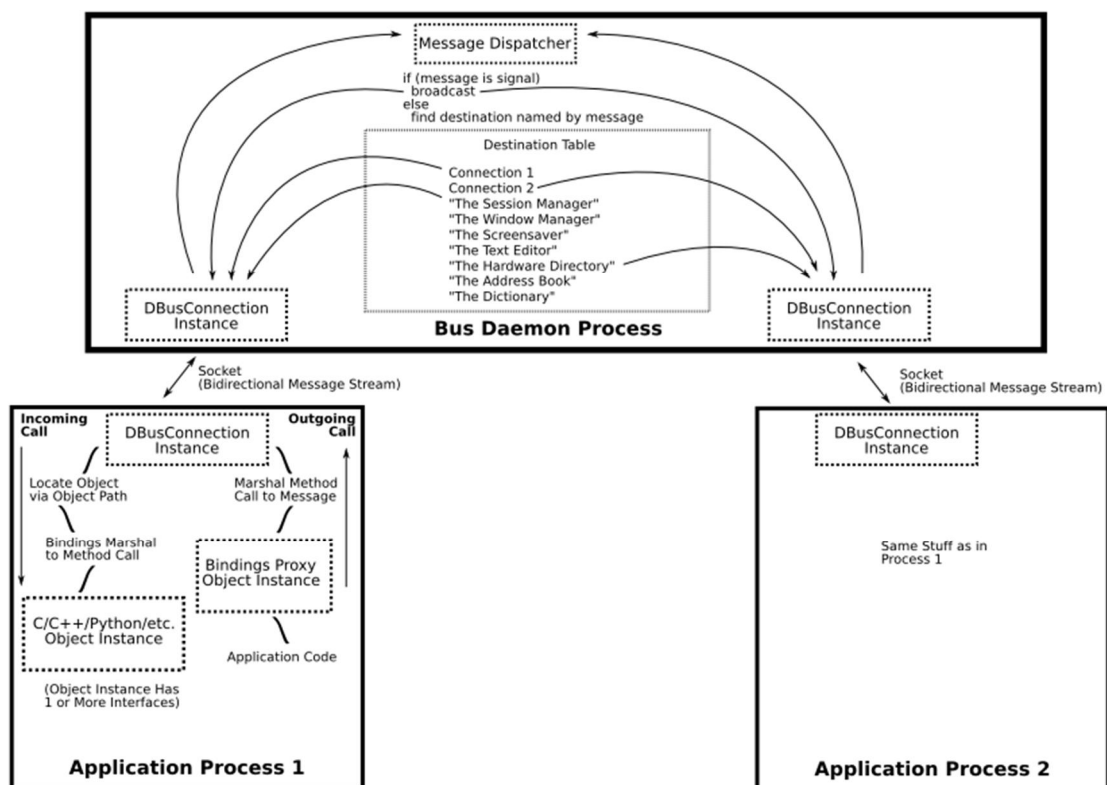 Message Dispatcher
if (message is signal)
broadcast
else
find destination named by message
Destination Table
Connection 1
Connection 2
"The Session Manager"
"The Window Manager"
"The Screensaver"
"The Text Editor"
"The Hardware Directory"
"The Address Book"
"The Dictionary"
DBusConnection
Instance
Bus Daemon Process
DBusConnection
Instance
Socket
(Bidirectional Message Stream)
Socket
(Bidirectional Message Stream)
Incoming
Call
DBusConnection
Instance
Outgoing
Call
Locate Object
via Object Path
Marshal Method
Call to Message
Bindings Marshal
to Method Call
Bindings Proxy
Object Instance
C/C++/Python/etc.
Object Instance
Application Code
(Object Instance Has
1 or More Interfaces)
Application Process 1
DBusConnection
Instance
Same Stuff as in
Process 1
Application Process 2